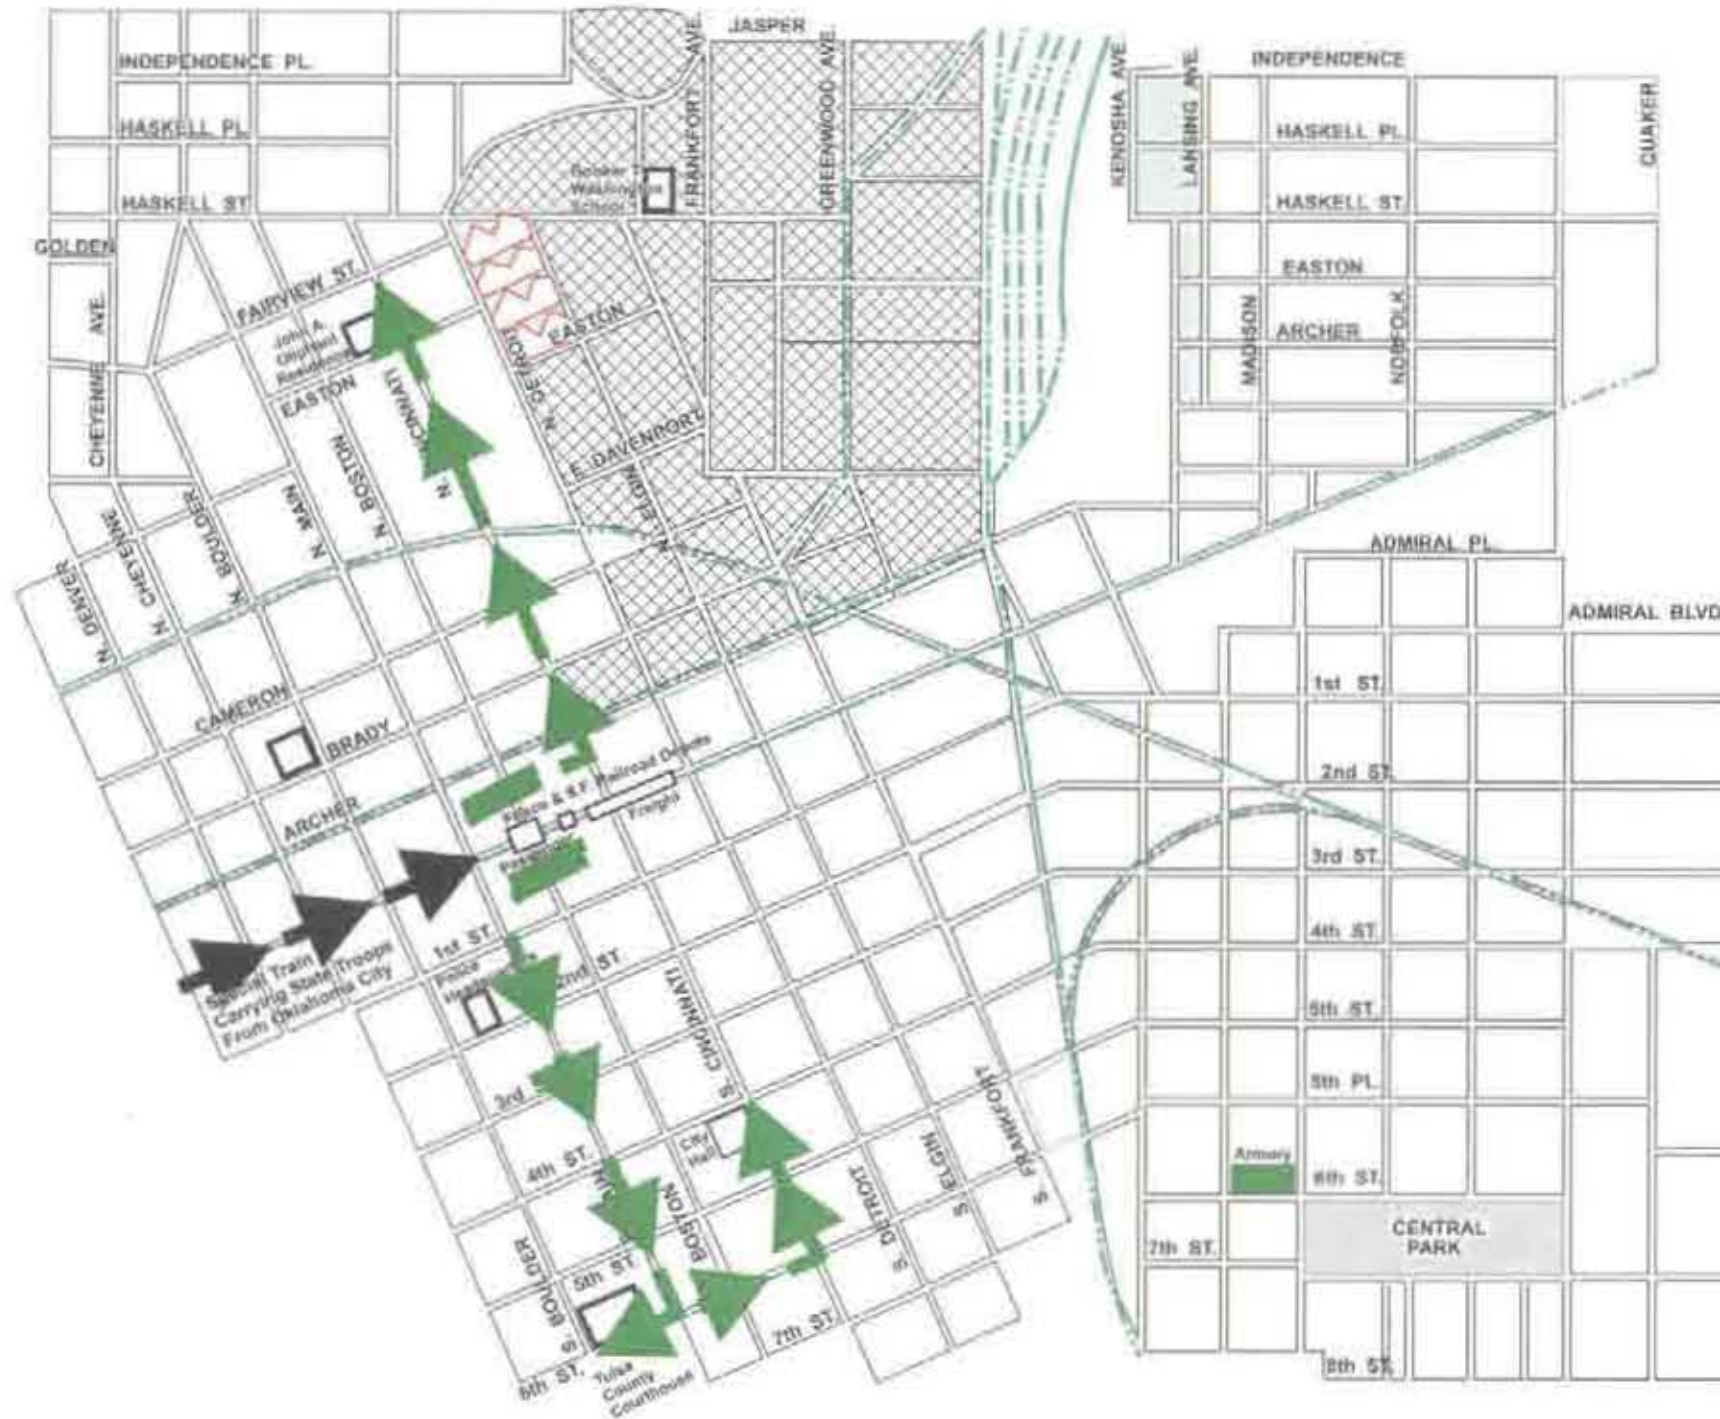 JASPER
INDEPENDENCE PL.
HASKELL PL.
HASKELL ST.
GOLDEN
CHEYENNE AVE.
FAIRVIEW ST.
John A.
Oliphant
Residence
EASTON
Booker T.
Washington
School
FRANKFORT AVE.
GREENWOOD AVE.
KENOSHA AVE.
LANSING AVE.
INDEPENDENCE
HASKELL PL.
HASKELL ST.
EASTON
ARCHER
MADISON
NORFOLK
QUAKER
EASTON
N. DETROIT
E. DAVENPORT
N. ELGIN
N. CINCINNATI
N. BOSTON
N. MAIN
N. BOULDER
N. CHEYENNE
N. DENVER
CAMERON
BRADY
ARCHER
ADMIRAL PL.
ADMIRAL BLVD
1st ST.
2nd ST.
3rd ST.
4th ST.
5th ST.
5th PL.
6th ST.
7th ST.
8th ST.
Armory
CENTRAL
PARK
Frisco & S.F. Railroad Depots
Passenger
Freight
Special Train
Carrying State Troops
From Oklahoma City
1st ST.
Police
2nd ST
3rd
4th ST.
5th ST.
6th ST.
7th ST.
S. BOULDER
BOSTON
S. CINCINNATI
S. DETROIT
S. ELGIN
S. FRANKFORT
City
Hall
Tulsa
County
Courthouse